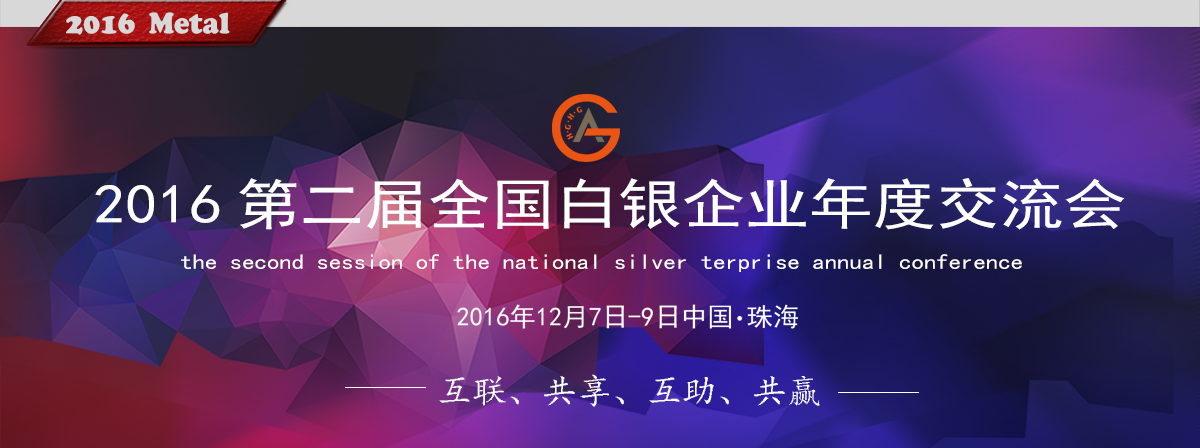 2016 Metal
H·G·H·G
AG
2016 第二届全国白银企业年度交流会
the second session of the national silver terprise annual conference
2016年12月7日-9日中国·珠海
互联、共享、互助、共赢